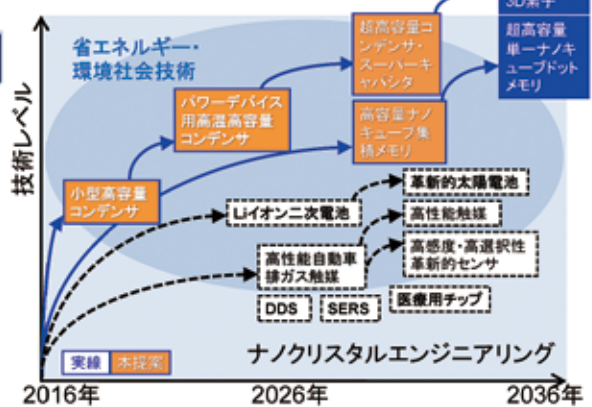 3D素子
超高容量
単一ナノキ
ューブドット
メモリ
超高容量コ
ンデンサ・
スーパーキ
ャパシタ
省エネルギー・
環境社会技術
パワーデバイス
用高温高容量
コンデンサ
高容量ナノ
キューブ集
積メモリ
技術レベル
小型高容量
コンデンサ
Liイオン二次電池
革新的太陽電池
高性能触媒
高感度・高選択性
革新的センサ
高性能自動車
排ガス触媒
DDS
SERS
医療用チップ
実線
本提案
ナノクリスタルエンジニアリング
2016年
2026年
2036年